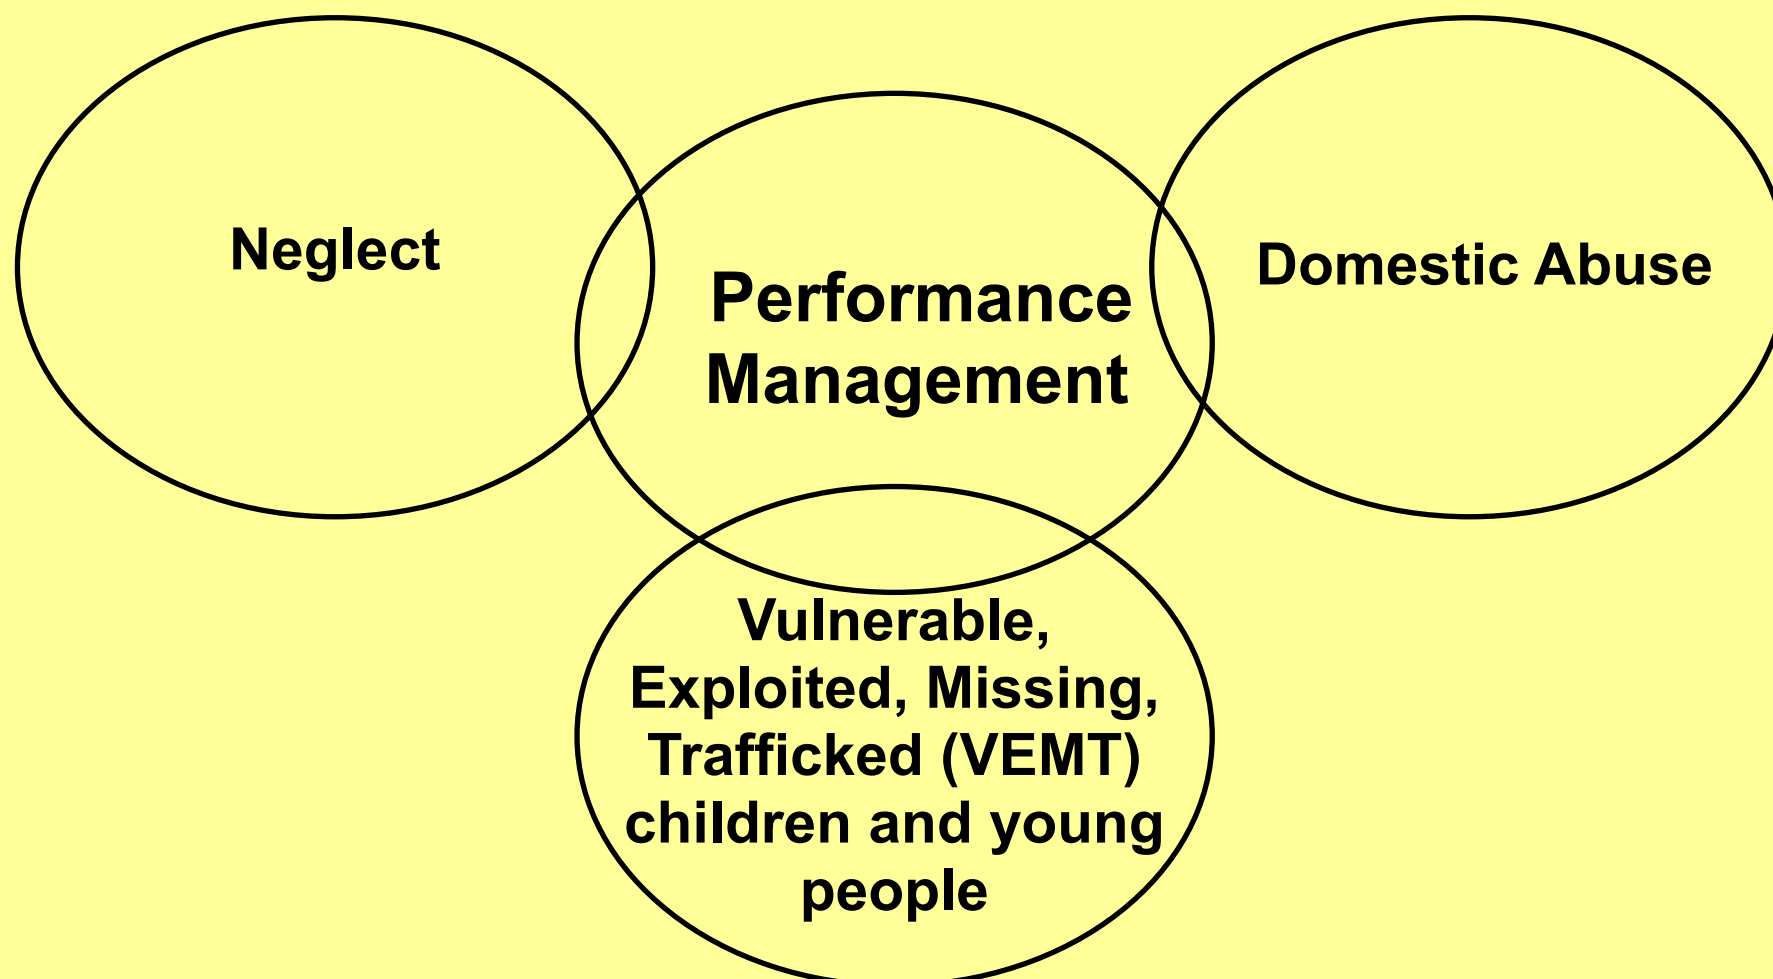 Neglect
Performance
Management
Domestic Abuse
Vulnerable,
Exploited, Missing,
Trafficked (VEMT)
children and young
people